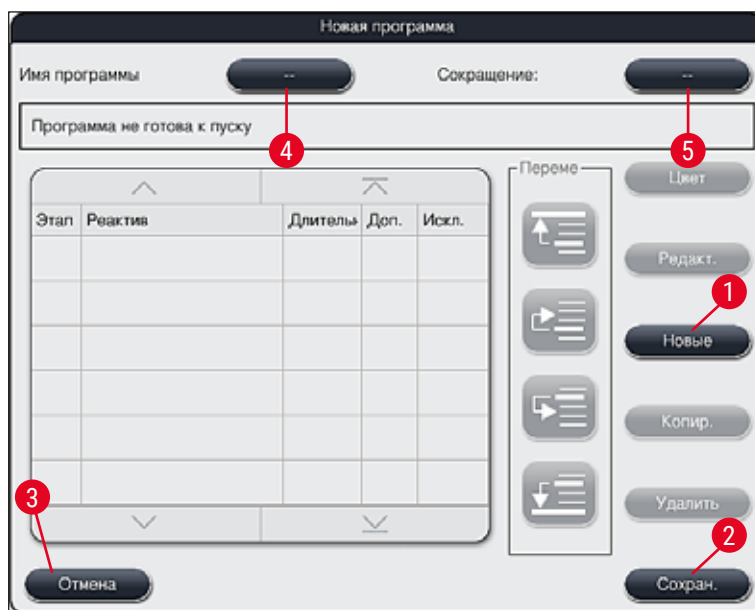 Новая программа
Имя программы -- Сокращение: --
4 5
Программа не готова к пуску
Переме
Цвет
Этап Реактив Длитель Доп. Искл.
Редакт.
1
Новые
Копир.
3
Удалить
2
Отмена Сохран.